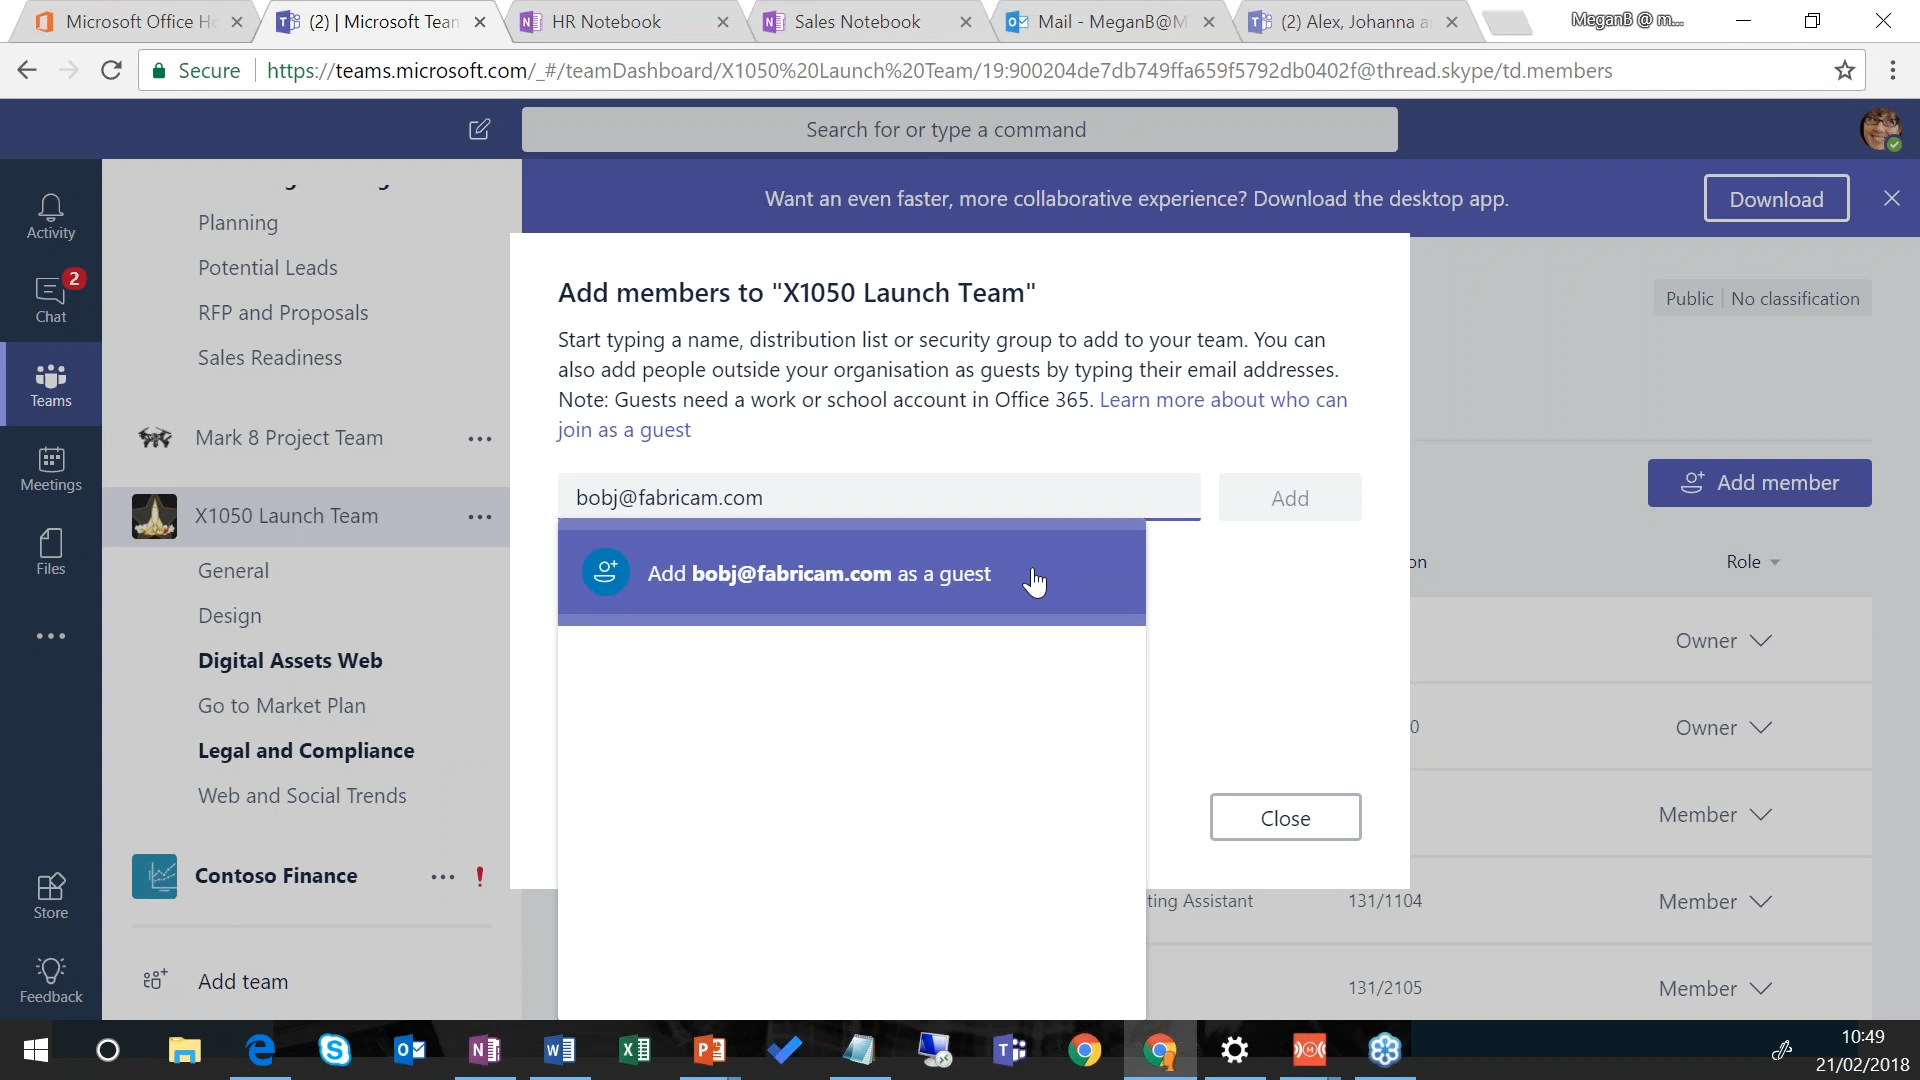 Microsoft Office Ho
(2) | Microsoft Team
HR Notebook
Sales Notebook
Mail - MeganB@M
(2) Alex, Johanna a
MeganB @ m...
Secure
https://teams.microsoft.com/_#/teamDashboard/X1050%20Launch%20Team/19:900204de7db749ffa659f5792db0402f@thread.skype/td.members
Search for or type a command
Want an even faster, more collaborative experience? Download the desktop app.
Download
Activity
2
Chat
Teams
Meetings
Files
Store
Feedback
Planning
Potential Leads
RFP and Proposals
Sales Readiness
Mark 8 Project Team
X1050 Launch Team
General
Design
Digital Assets Web
Go to Market Plan
Legal and Compliance
Web and Social Trends
Contoso Finance
Add team
Add members to "X1050 Launch Team"
Start typing a name, distribution list or security group to add to your team. You can
also add people outside your organisation as guests by typing their email addresses.
Note: Guests need a work or school account in Office 365. Learn more about who can
join as a guest
bobj@fabricam.com
Add
Add bobj@fabricam.com as a guest
Close
Public | No classification
Add member
on
Role
Owner
0
Owner
Member
ting Assistant
131/1104
Member
131/2105
Member
10:49
21/02/2018